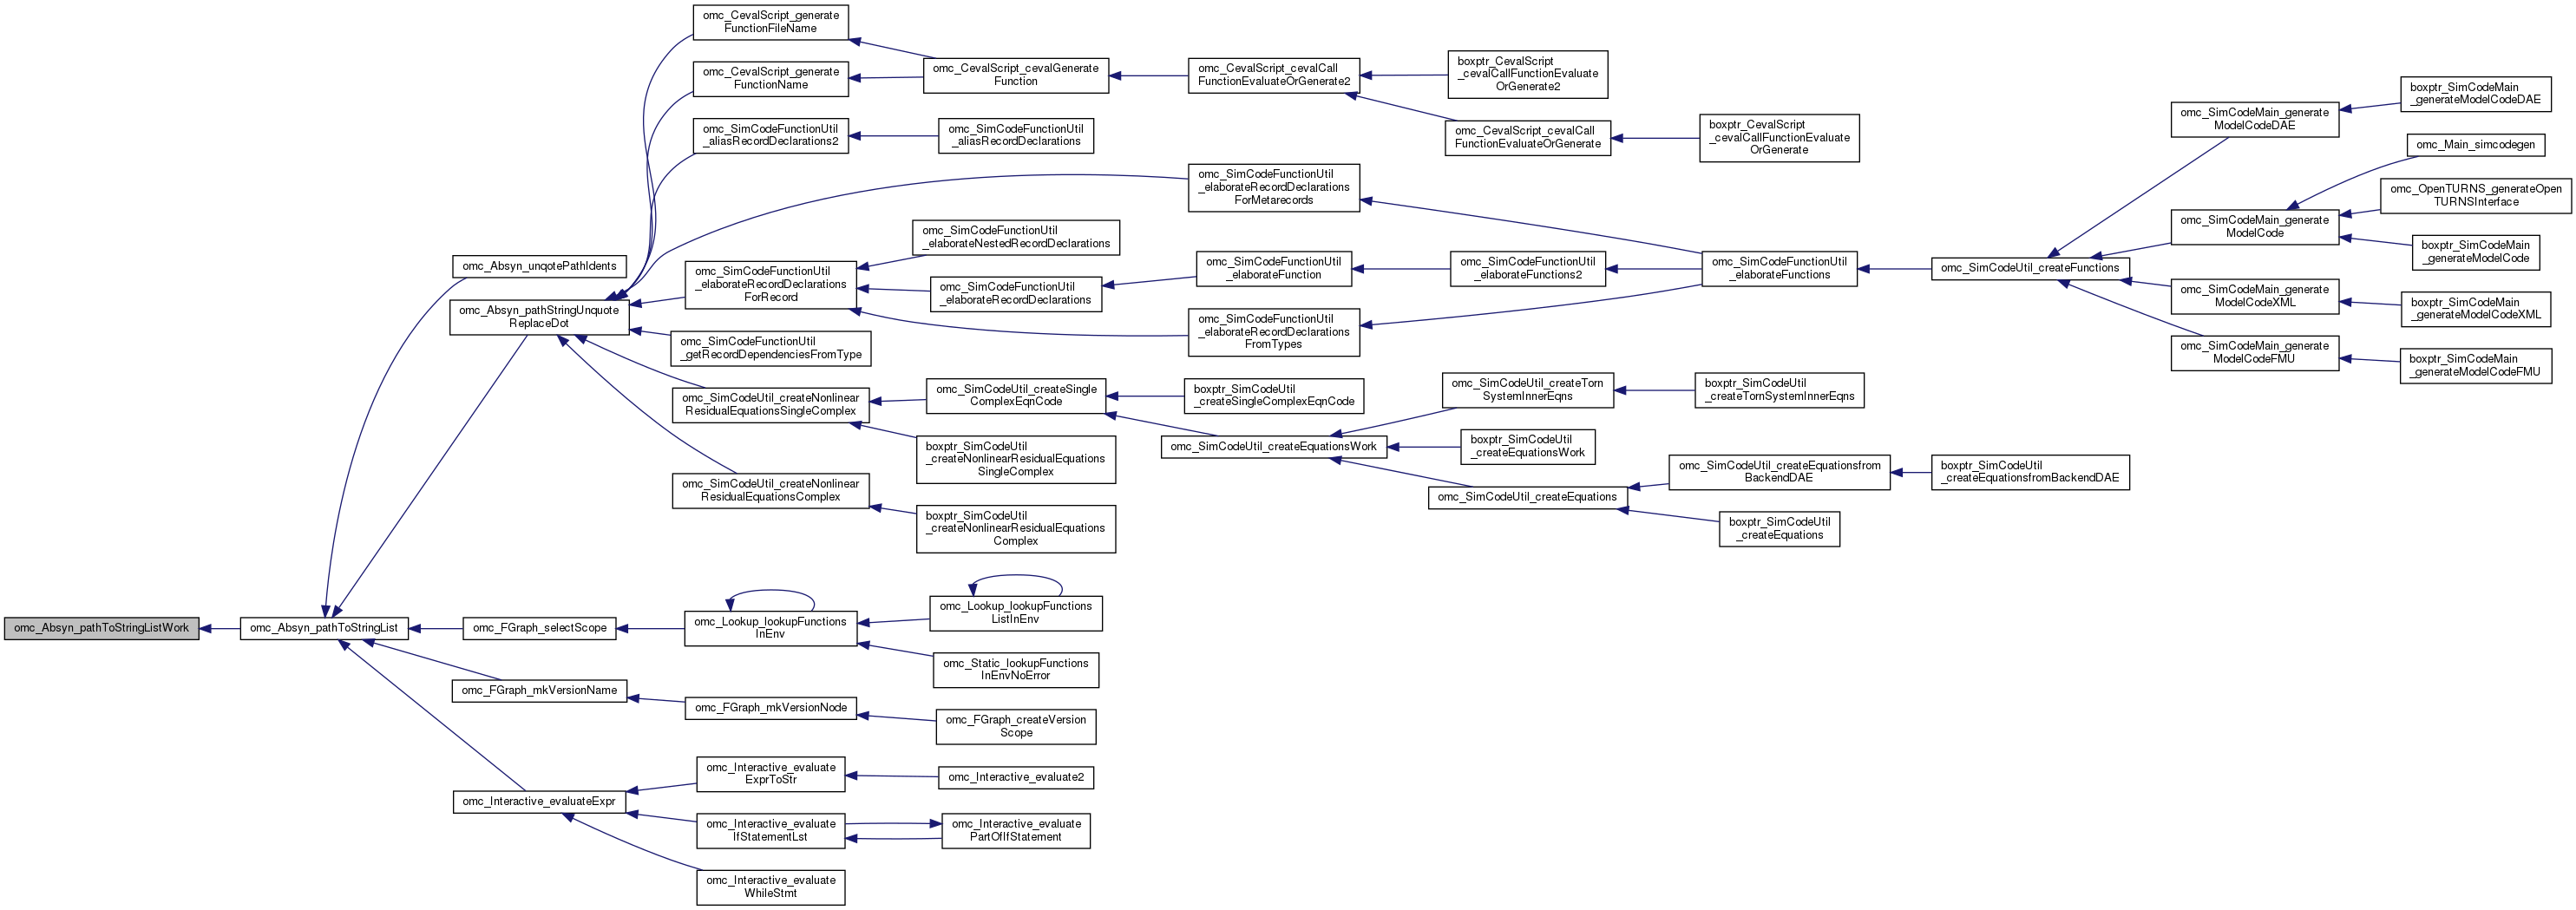 omc_CevalScript_generate
FunctionFileName
omc_CevalScript_generate
FunctionName
omc_CevalScript_cevalGenerate
Function
omc_CevalScript_cevalCall
FunctionEvaluateOrGenerate2
boxptr_CevalScript
_cevalCallFunctionEvaluate
OrGenerate2
omc_CevalScript_cevalCall
FunctionEvaluateOrGenerate
boxptr_CevalScript
_cevalCallFunctionEvaluate
OrGenerate
omc_SimCodeFunctionUtil
_aliasRecordDeclarations2
omc_SimCodeFunctionUtil
_aliasRecordDeclarations
omc_SimCodeFunctionUtil
_elaborateRecordDeclarations
ForMetarecords
omc_SimCodeMain_generate
ModelCodeDAE
boxptr_SimCodeMain
_generateModelCodeDAE
omc_Main_simcodegen
omc_OpenTURNS_generateOpen
TURNSInterface
omc_SimCodeMain_generate
ModelCode
boxptr_SimCodeMain
_generateModelCode
omc_SimCodeFunctionUtil
_elaborateNestedRecordDeclarations
omc_Absyn_unqotePathIdents
omc_SimCodeFunctionUtil
_elaborateRecordDeclarations
ForRecord
omc_SimCodeFunctionUtil
_elaborateRecordDeclarations
omc_SimCodeFunctionUtil
_elaborateFunction
omc_SimCodeFunctionUtil
_elaborateFunctions2
omc_SimCodeFunctionUtil
_elaborateFunctions
omc_SimCodeUtil_createFunctions
omc_SimCodeMain_generate
ModelCodeXML
boxptr_SimCodeMain
_generateModelCodeXML
omc_Absyn_pathStringUnquote
ReplaceDot
omc_SimCodeFunctionUtil
_elaborateRecordDeclarations
FromTypes
omc_SimCodeMain_generate
ModelCodeFMU
boxptr_SimCodeMain
_generateModelCodeFMU
omc_SimCodeFunctionUtil
_getRecordDependenciesFromType
omc_SimCodeUtil_createNonlinear
ResidualEquationsSingleComplex
omc_SimCodeUtil_createSingle
ComplexEqnCode
boxptr_SimCodeUtil
_createSingleComplexEqnCode
omc_SimCodeUtil_createTorn
SystemInnerEqns
boxptr_SimCodeUtil
_createTornSystemInnerEqns
boxptr_SimCodeUtil
_createNonlinearResidualEquations
SingleComplex
omc_SimCodeUtil_createEquationsWork
boxptr_SimCodeUtil
_createEquationsWork
omc_SimCodeUtil_createEquationsfrom
BackendDAE
boxptr_SimCodeUtil
_createEquationsfromBackendDAE
omc_SimCodeUtil_createNonlinear
ResidualEquationsComplex
omc_SimCodeUtil_createEquations
boxptr_SimCodeUtil
_createEquations
boxptr_SimCodeUtil
_createNonlinearResidualEquations
Complex
omc_Absyn_pathToStringListWork
omc_Absyn_pathToStringList
omc_FGraph_selectScope
omc_Lookup_lookupFunctions
InEnv
omc_Lookup_lookupFunctions
ListInEnv
omc_Static_lookupFunctions
InEnvNoError
omc_FGraph_mkVersionName
omc_FGraph_mkVersionNode
omc_FGraph_createVersion
Scope
omc_Interactive_evaluateExpr
omc_Interactive_evaluate
ExprToStr
omc_Interactive_evaluate2
omc_Interactive_evaluate
IfStatementLst
omc_Interactive_evaluate
PartOfIfStatement
omc_Interactive_evaluate
WhileStmt